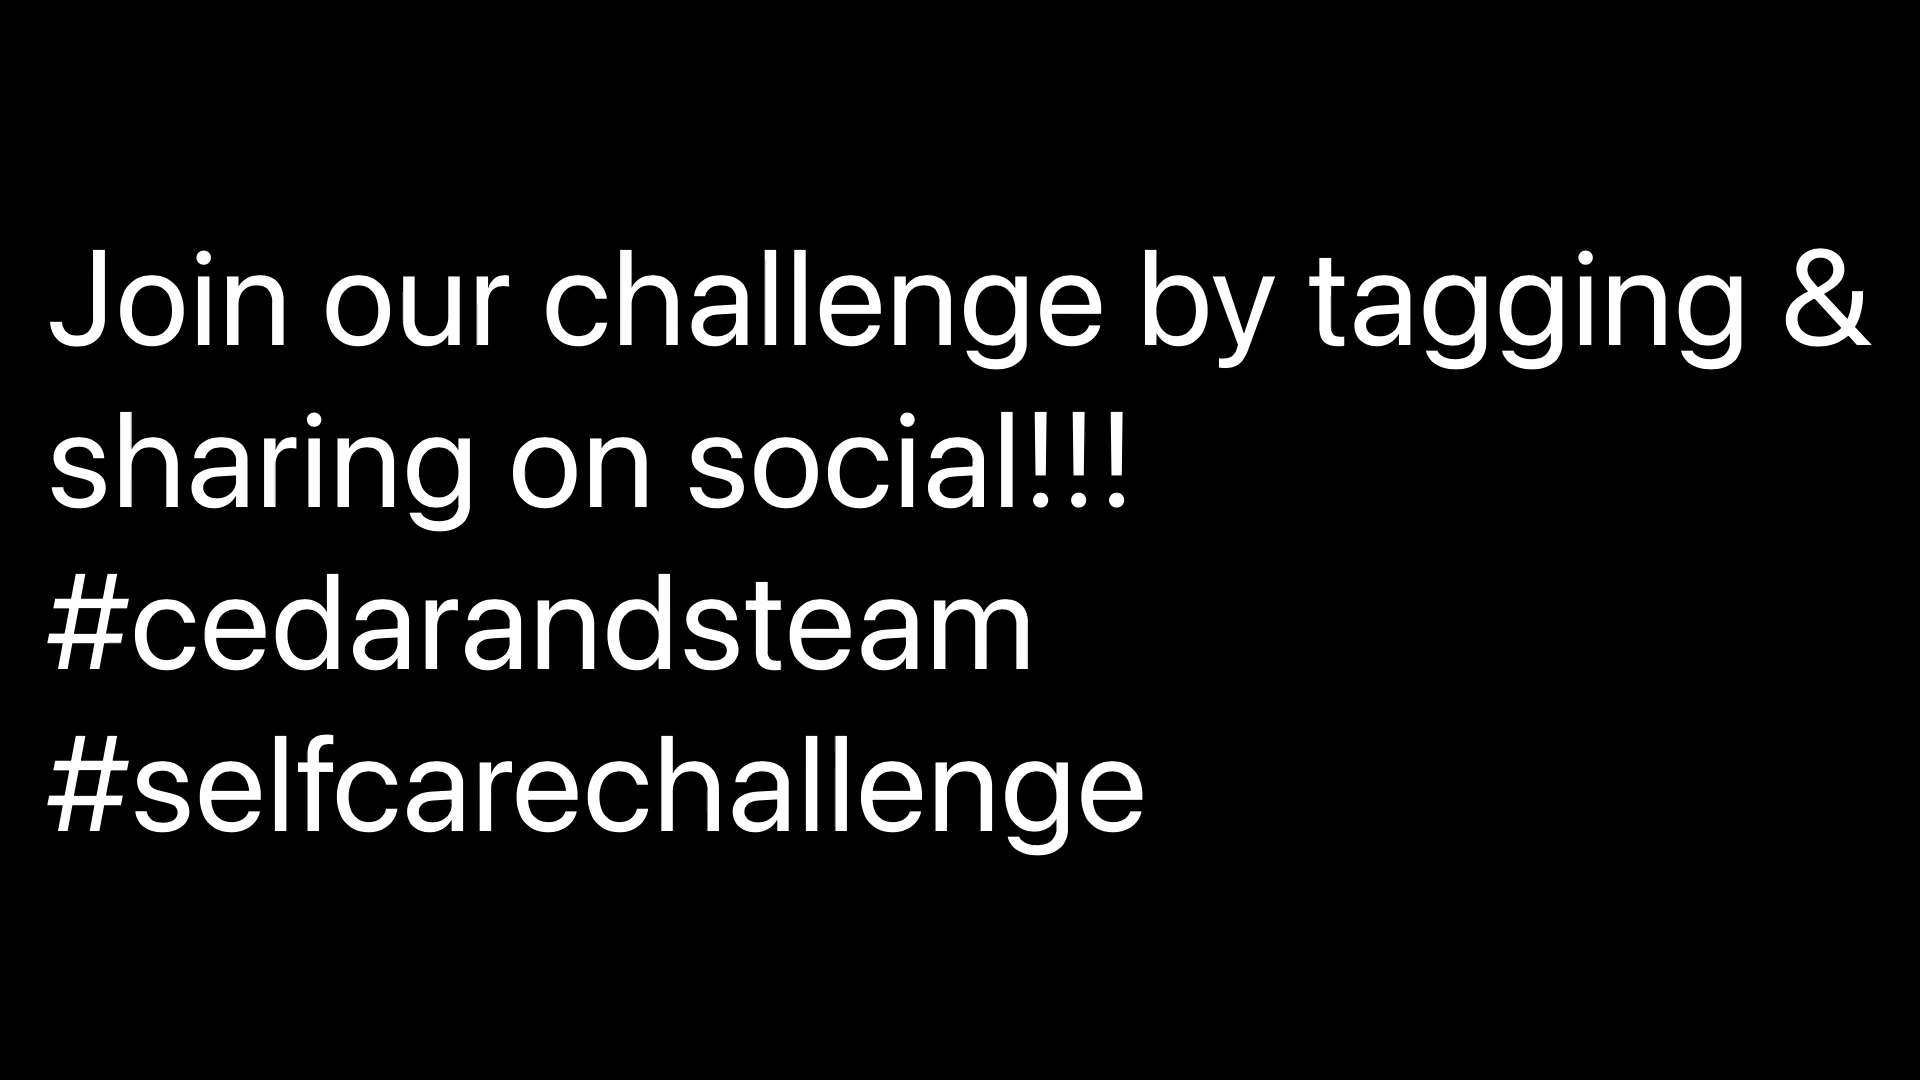 Join our challenge by tagging &
sharing on social!!!
#cedarandsteam
#selfcarechallenge